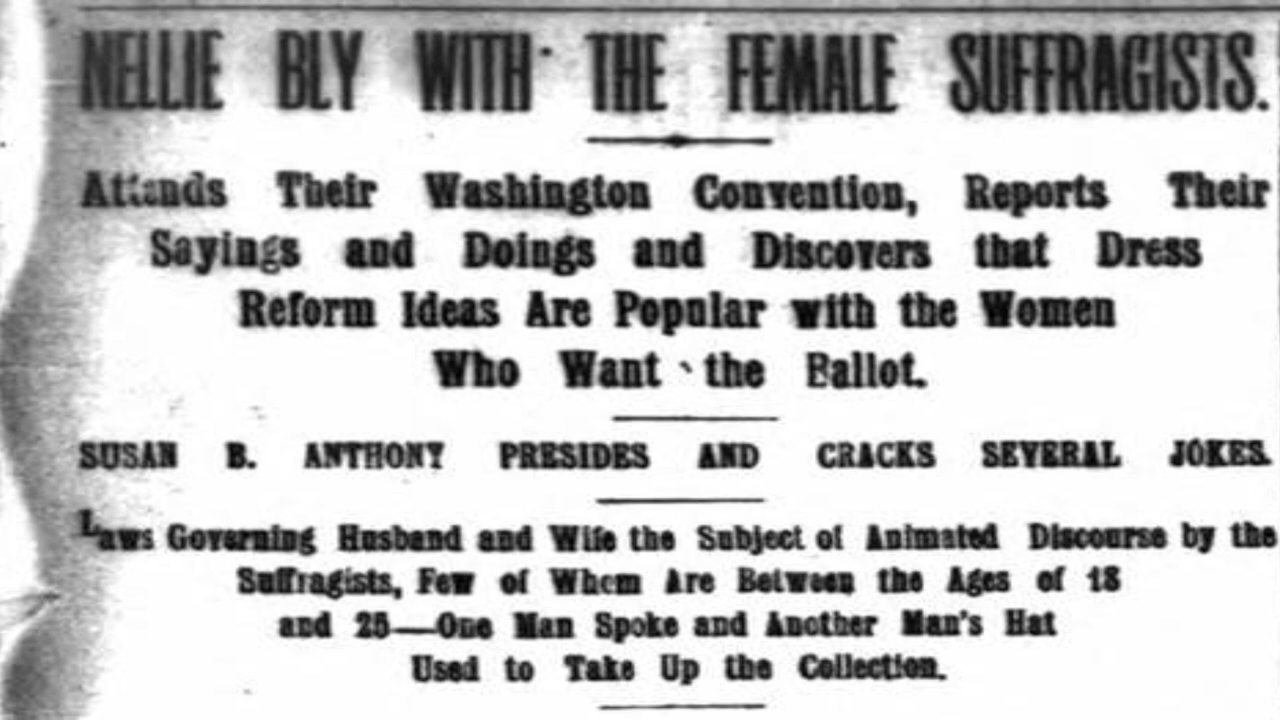 NELLIE BLY WITH THE FEMALE SUFFRAGISTS.
Attends Their Washington Convention, Reports Their
Sayings and Doings and Discovers that Dress
Reform Ideas Are Popular with the Women
Who Want the Ballot.
SUSAN B. ANTHONY PRESIDES AND CRACKS SEVERAL JOKES.
Laws Governing Husband and Wife the Subject of Animated Discourse by the
Suffragists, Few of Whom Are Between the Ages of 18
and 25—One Man Spoke and Another Man's Hat
Used to Take Up the Collection.